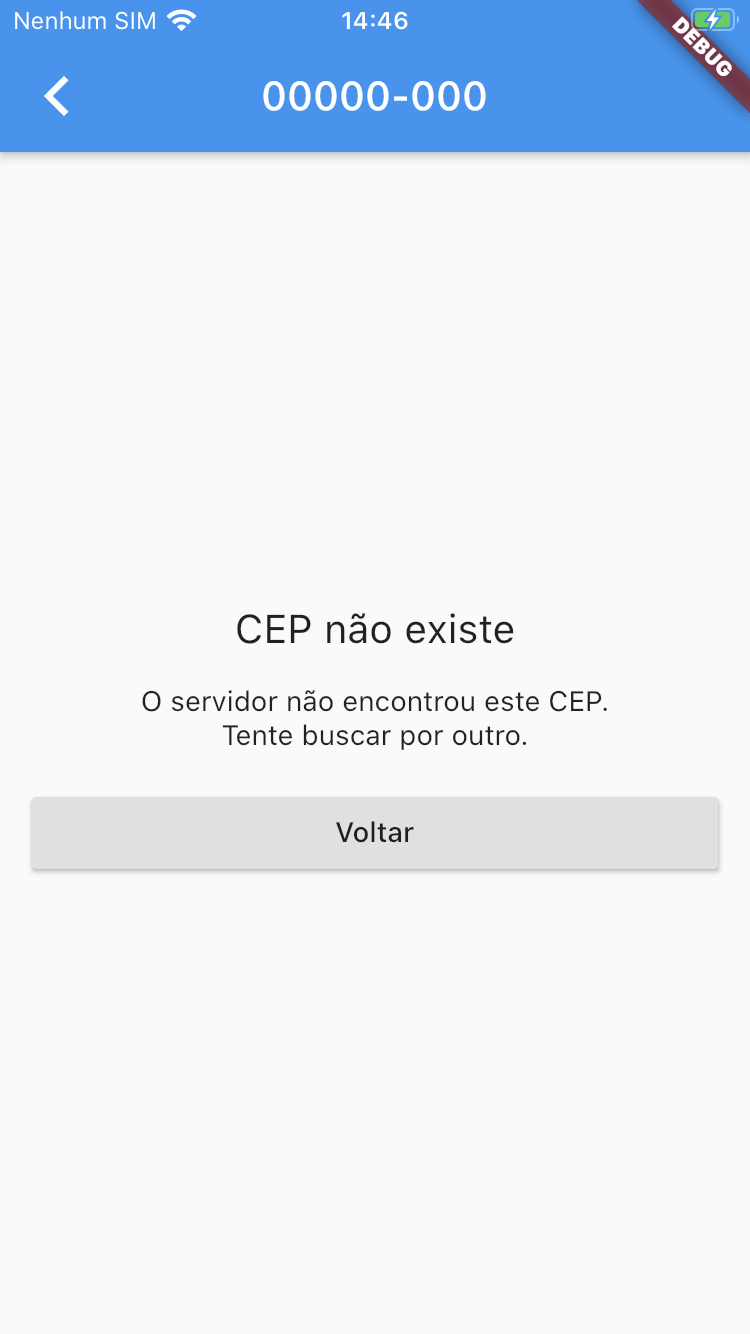 Nenhum SIM 14:46
DEBUG
00000-000
CEP não existe
O servidor não encontrou este CEP.
Tente buscar por outro.
Voltar